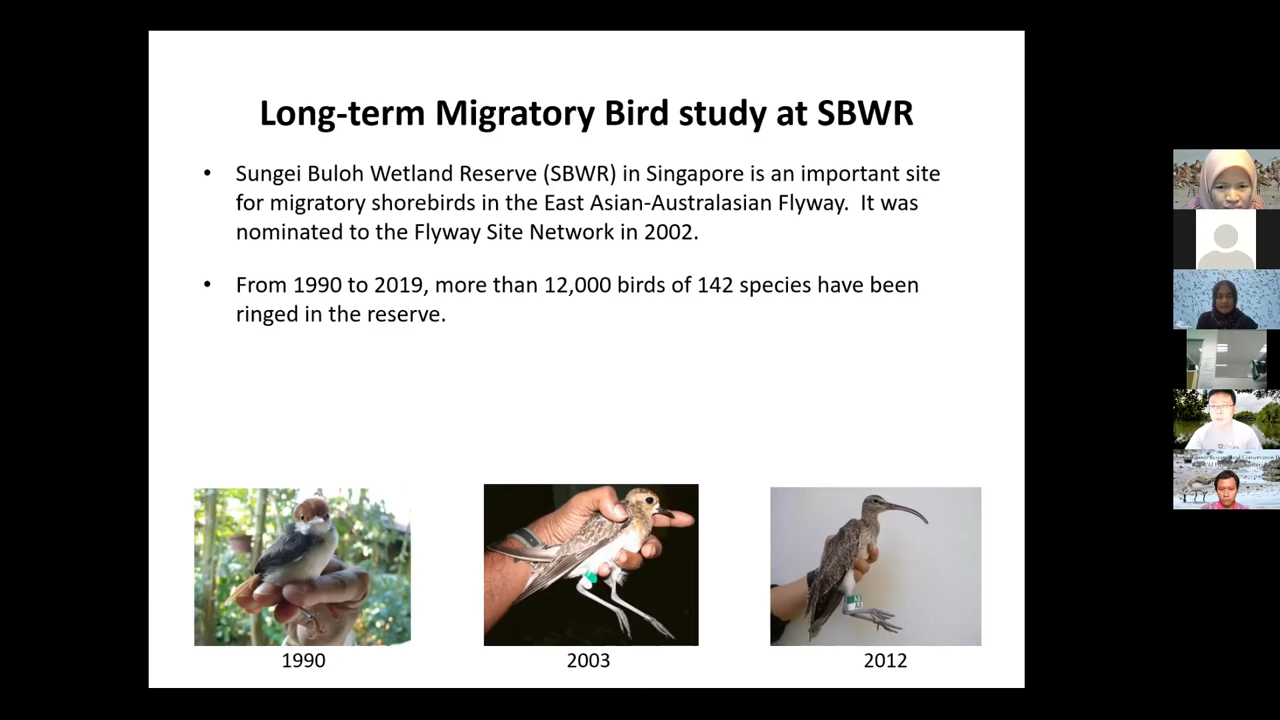 Long-term Migratory Bird study at SBWR
• Sungei Buloh Wetland Reserve (SBWR) in Singapore is an important site
for migratory shorebirds in the East Asian-Australasian Flyway. It was
nominated to the Flyway Site Network in 2002.
• From 1990 to 2019, more than 12,000 birds of 142 species have been
ringed in the reserve.
1990
2003
2012